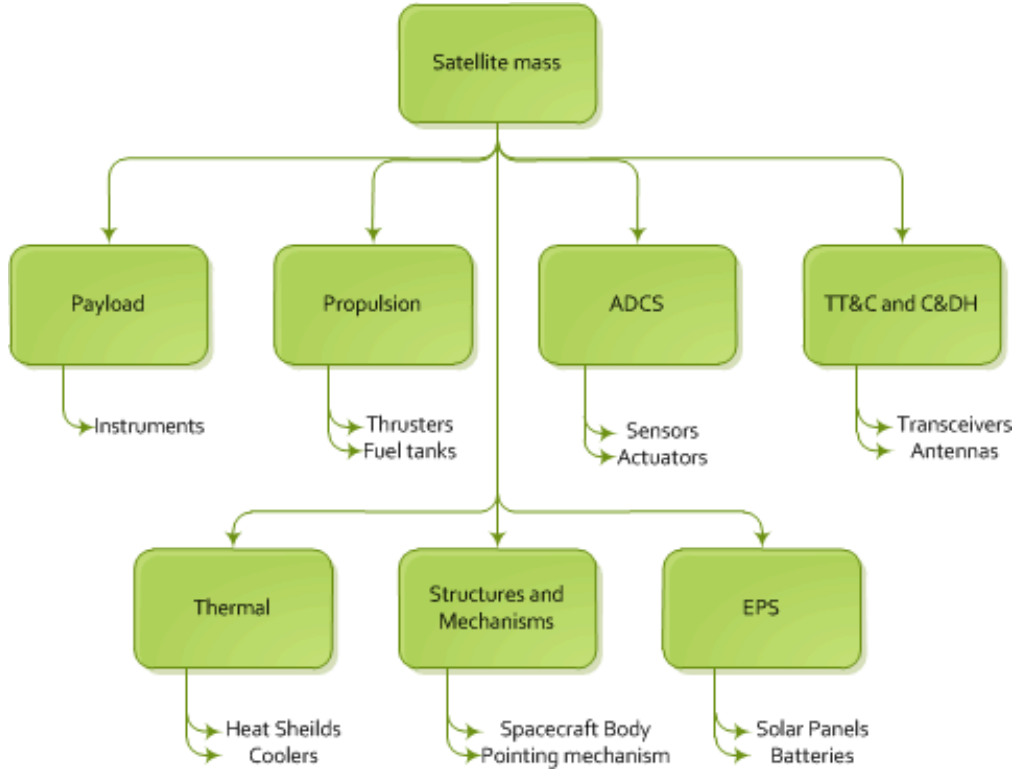 Satellite mass
Payload
Propulsion
ADCS
TT&C and C&DH
Instruments
Thrusters
Fuel tanks
Sensors
Actuators
Transceivers
Antennas
Thermal
Structures and
Mechanisms
EPS
Heat Sheilds
Coolers
Spacecraft Body
Pointing mechanism
Solar Panels
Batteries